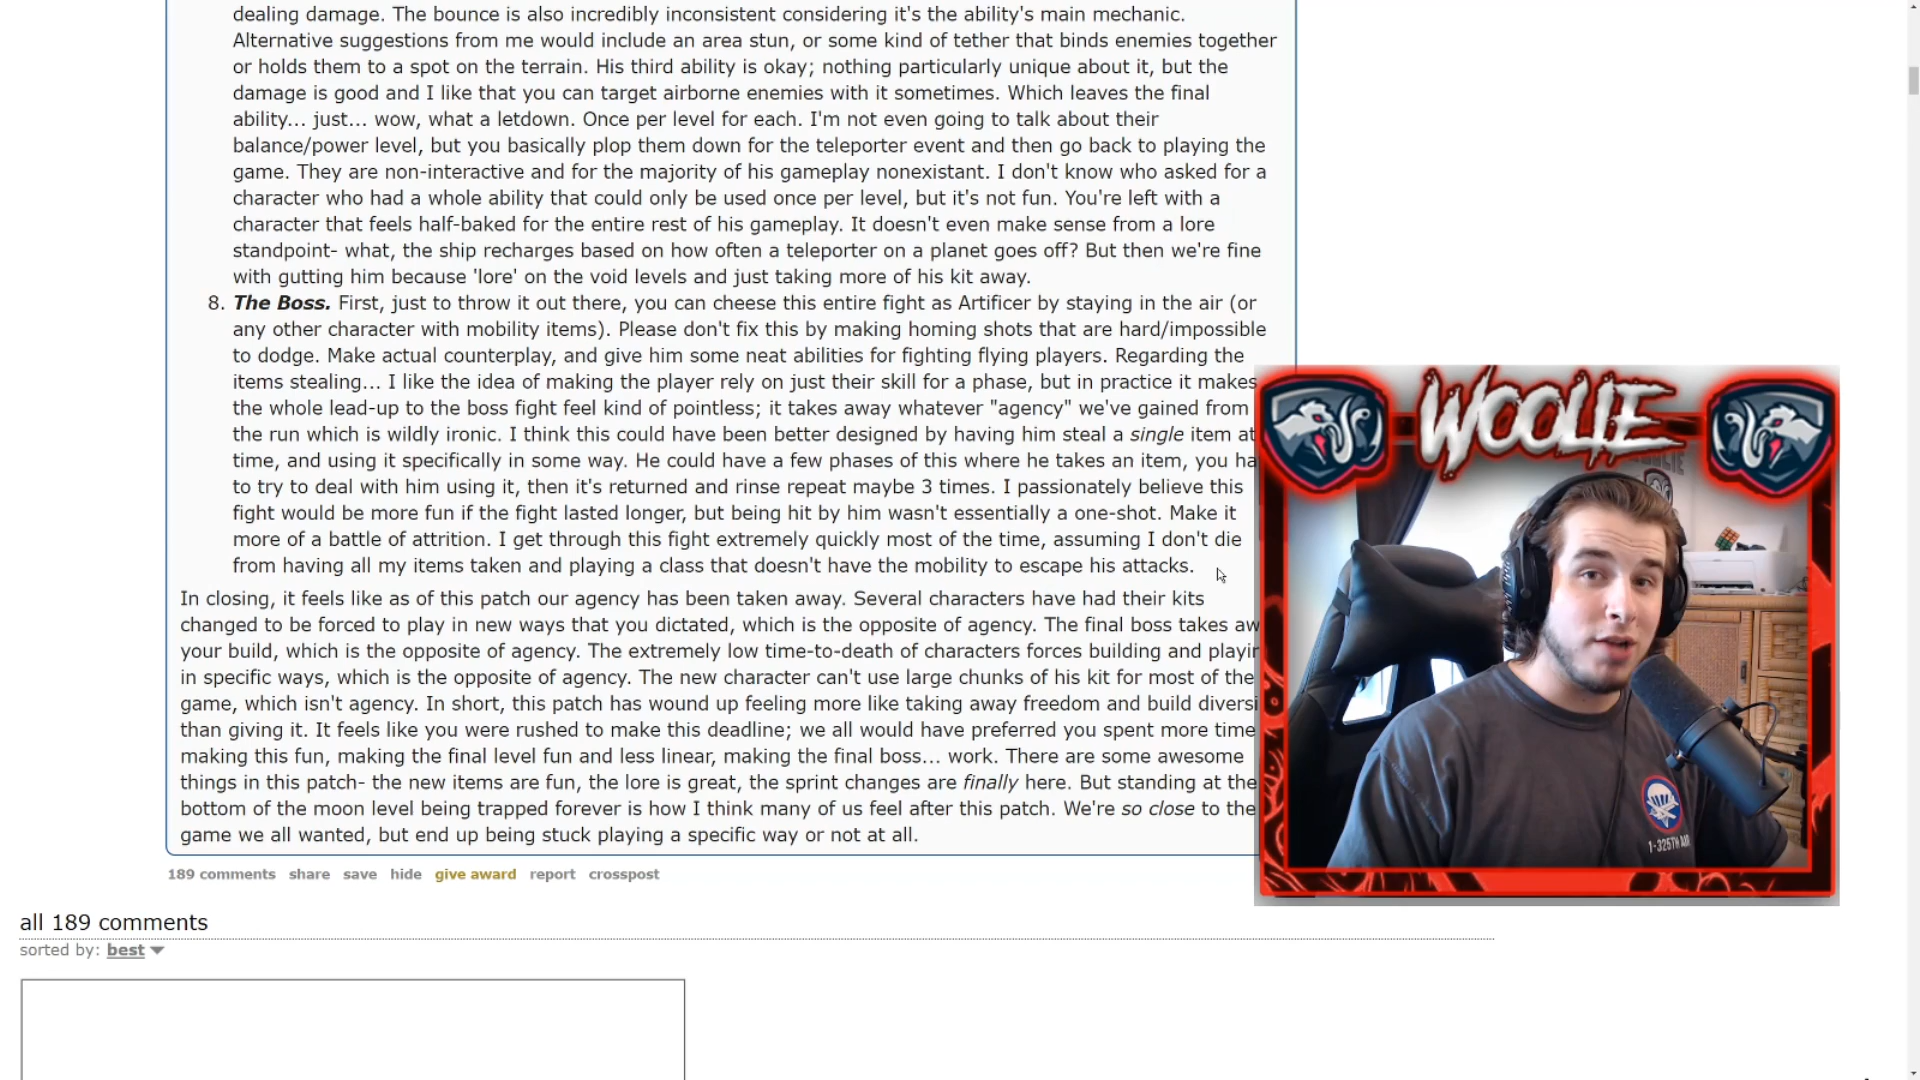 dealing damage. The bounce is also incredibly inconsistent considering it's the ability's main mechanic.
Alternative suggestions from me would include an area stun, or some kind of tether that binds enemies together
or holds them to a spot on the terrain. His third ability is okay; nothing particularly unique about it, but the
damage is good and I like that you can target airborne enemies with it sometimes. Which leaves the final
ability... just... wow, what a letdown. Once per level for each. I'm not even going to talk about their
balance/power level, but you basically plop them down for the teleporter event and then go back to playing the
game. They are non-interactive and for the majority of his gameplay nonexistant. I don't know who asked for a
character who had a whole ability that could only be used once per level, but it's not fun. You're left with a
character that feels half-baked for the entire rest of his gameplay. It doesn't even make sense from a lore
standpoint- what, the ship recharges based on how often a teleporter on a planet goes off? But then we're fine
with gutting him because 'lore' on the void levels and just taking more of his kit away.
8. The Boss. First, just to throw it out there, you can cheese this entire fight as Artificer by staying in the air (or
any other character with mobility items). Please don't fix this by making homing shots that are hard/impossible
to dodge. Make actual counterplay, and give him some neat abilities for fighting flying players. Regarding the
items stealing... I like the idea of making the player rely on just their skill for a phase, but in practice it makes
the whole lead-up to the boss fight feel kind of pointless; it takes away whatever "agency" we've gained from
the run which is wildly ironic. I think this could have been better designed by having him steal a single item at
time, and using it specifically in some way. He could have a few phases of this where he takes an item, you ha
to try to deal with him using it, then it's returned and rinse repeat maybe 3 times. I passionately believe this
fight would be more fun if the fight lasted longer, but being hit by him wasn't essentially a one-shot. Make it
more of a battle of attrition. I get through this fight extremely quickly most of the time, assuming I don't die
from having all my items taken and playing a class that doesn't have the mobility to escape his attacks.
In closing, it feels like as of this patch our agency has been taken away. Several characters have had their kits
changed to be forced to play in new ways that you dictated, which is the opposite of agency. The final boss takes aw
your build, which is the opposite of agency. The extremely low time-to-death of characters forces building and playin
in specific ways, which is the opposite of agency. The new character can't use large chunks of his kit for most of the
game, which isn't agency. In short, this patch has wound up feeling more like taking away freedom and build diversi
than giving it. It feels like you were rushed to make this deadline; we all would have preferred you spent more time
making this fun, making the final level fun and less linear, making the final boss... work. There are some awesome
things in this patch- the new items are fun, the lore is great, the sprint changes are finally here. But standing at the
bottom of the moon level being trapped forever is how I think many of us feel after this patch. We're so close to the
game we all wanted, but end up being stuck playing a specific way or not at all.
189 comments share save hide give award report crosspost
all 189 comments
sorted by: best
WOOLIE
1-325TH AIR